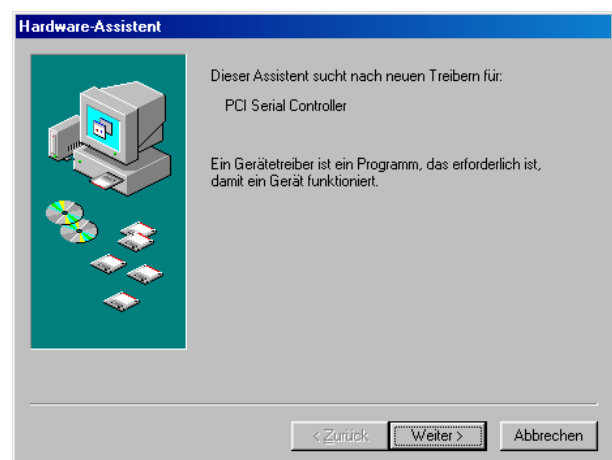 Hardware-Assistent
Dieser Assistent sucht nach neuen Treibern für:
PCI Serial Controller
Ein Gerätetreiber ist ein Programm, das erforderlich ist,
damit ein Gerät funktioniert.
< Zurück
Weiter >
Abbrechen